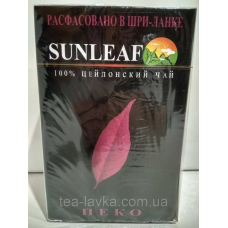 РАСФАСОВАНО В ШРИ-ЛАНКЕ
SUNLEAF
100% ЦЕЙЛОНСКИЙ ЧАЙ
ПЕКО
tea-lavka.com.ua